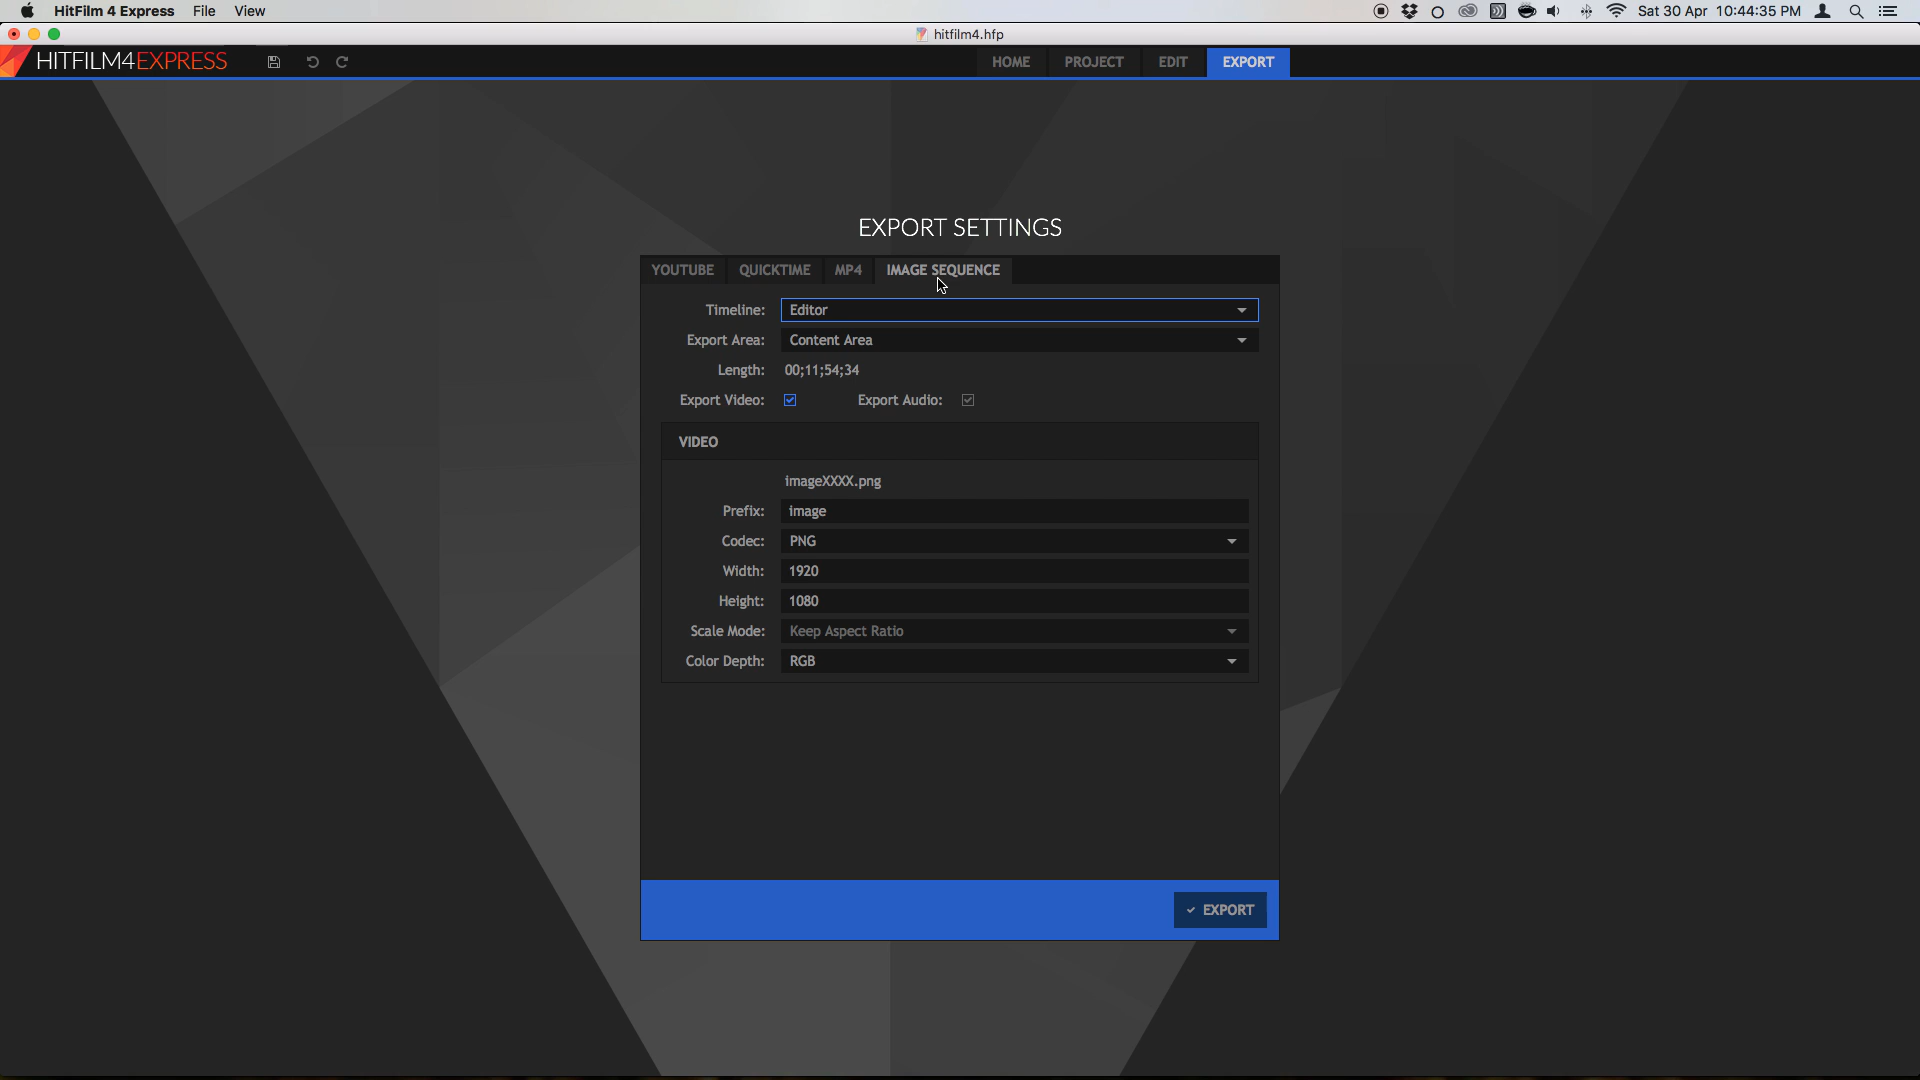 HitFilm 4 Express File View Sat 30 Apr 10:44:35 PM
hitfilm4.hfp
HITFILM4EXPRESS HOME PROJECT EDIT EXPORT
EXPORT SETTINGS
YOUTUBE QUICKTIME MP4 IMAGE SEQUENCE
Timeline: Editor
Export Area: Content Area
Length: 00;11;54;34
Export Video: Export Audio:
VIDEO
imageXXXX.png
Prefix: image
Codec: PNG
Width: 1920
Height: 1080
Scale Mode: Keep Aspect Ratio
Color Depth: RGB
EXPORT